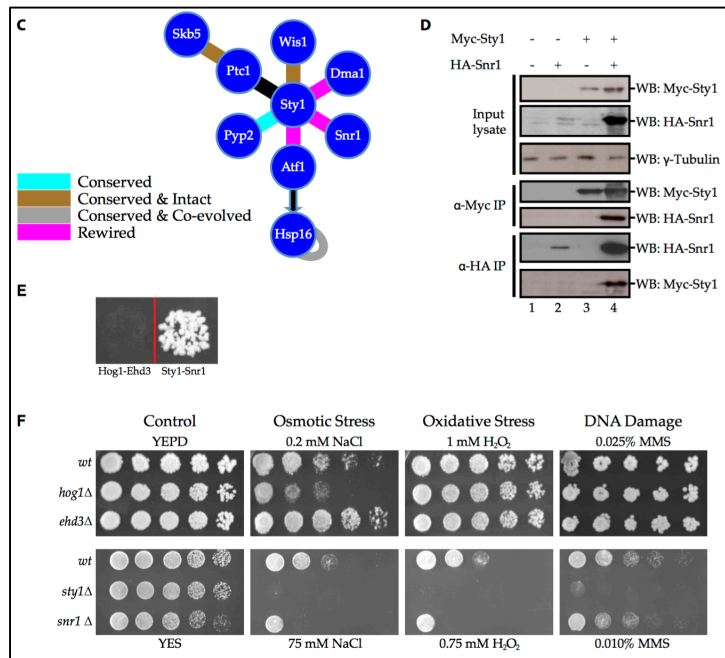 C
Skb5
Wis1
Ptc1
Dma1
Sty1
Pyp2
Snr1
Atf1
Hsp16
Conserved
Conserved & Intact
Conserved & Co-evolved
Rewired
D
Myc-Sty1 - - + +
HA-Snr1 - + - +
Input lysate
WB: Myc-Sty1
WB: HA-Snr1
WB: γ-Tubulin
α-Myc IP
WB: Myc-Sty1
WB: HA-Snr1
α-HA IP
WB: HA-Snr1
WB: Myc-Sty1
1 2 3 4
E
Hog1-Ehd3 Sty1-Snr1
F
Control Osmotic Stress Oxidative Stress DNA Damage
YEPD 0.2 mM NaCl 1 mM H₂O₂ 0.025% MMS
wt
hog1Δ
ehd3Δ
wt
sty1Δ
snr1 Δ
YES 75 mM NaCl 0.75 mM H₂O₂ 0.010% MMS